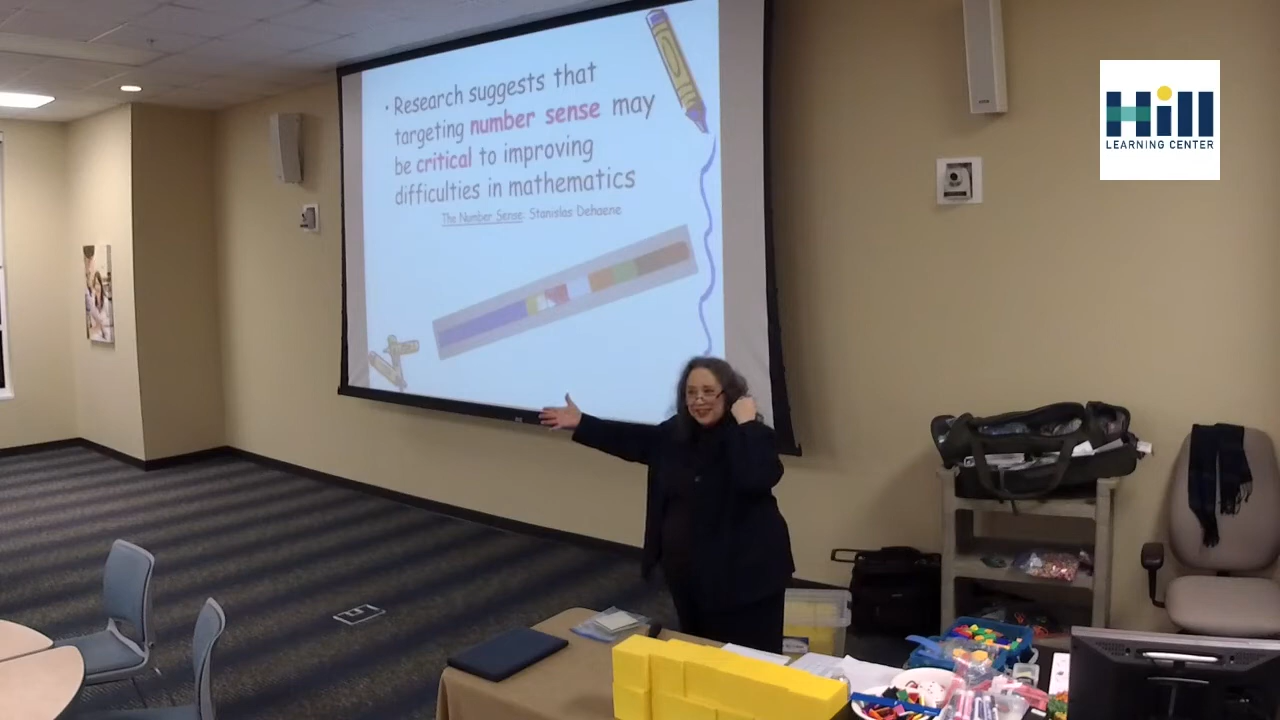 • Research suggests that
targeting number sense may
be critical to improving
difficulties in mathematics
The Number Sense: Stanislas Dehaene
Hill
LEARNING CENTER